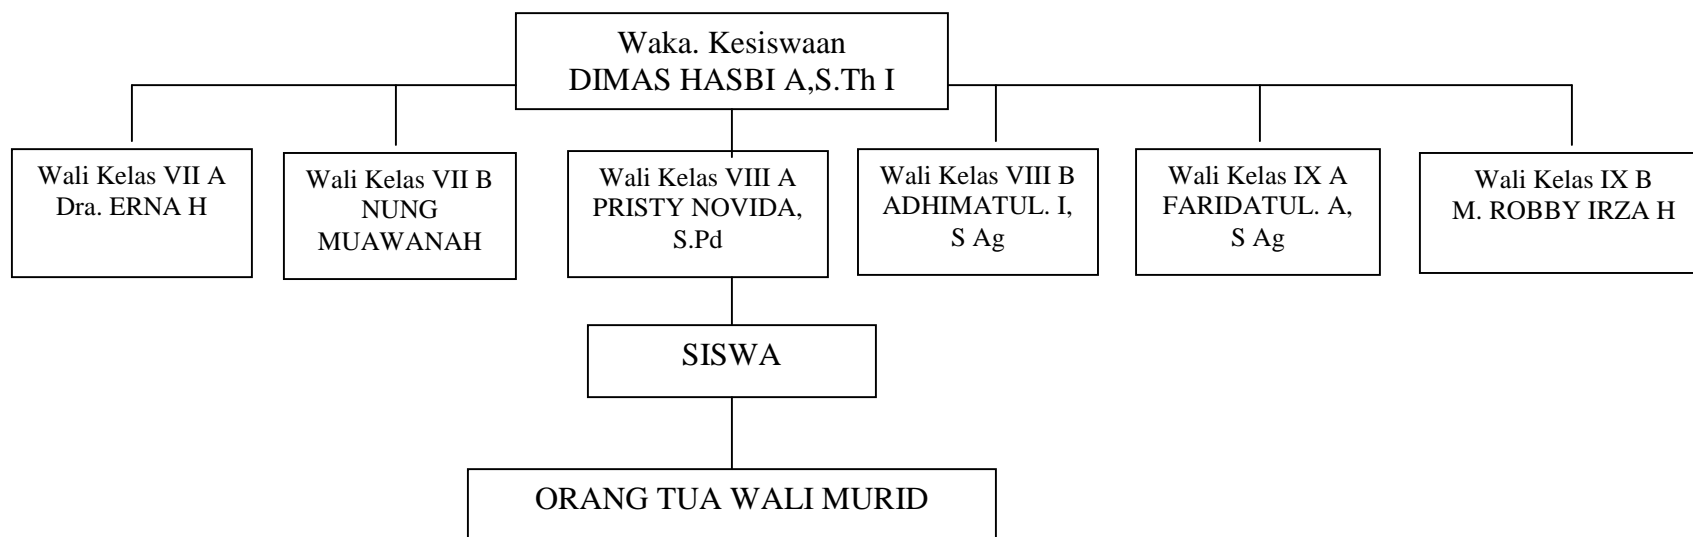 Waka. Kesiswaan
DIMAS HASBI A,S.Th I
Wali Kelas VII A
Dra. ERNA H
Wali Kelas VII B
NUNG
MUAWANAH
Wali Kelas VIII A
PRISTY NOVIDA,
S.Pd
Wali Kelas VIII B
ADHIMATUL. I,
S Ag
Wali Kelas IX A
FARIDATUL. A,
S Ag
Wali Kelas IX B
M. ROBBY IRZA H
SISWA
ORANG TUA WALI MURID